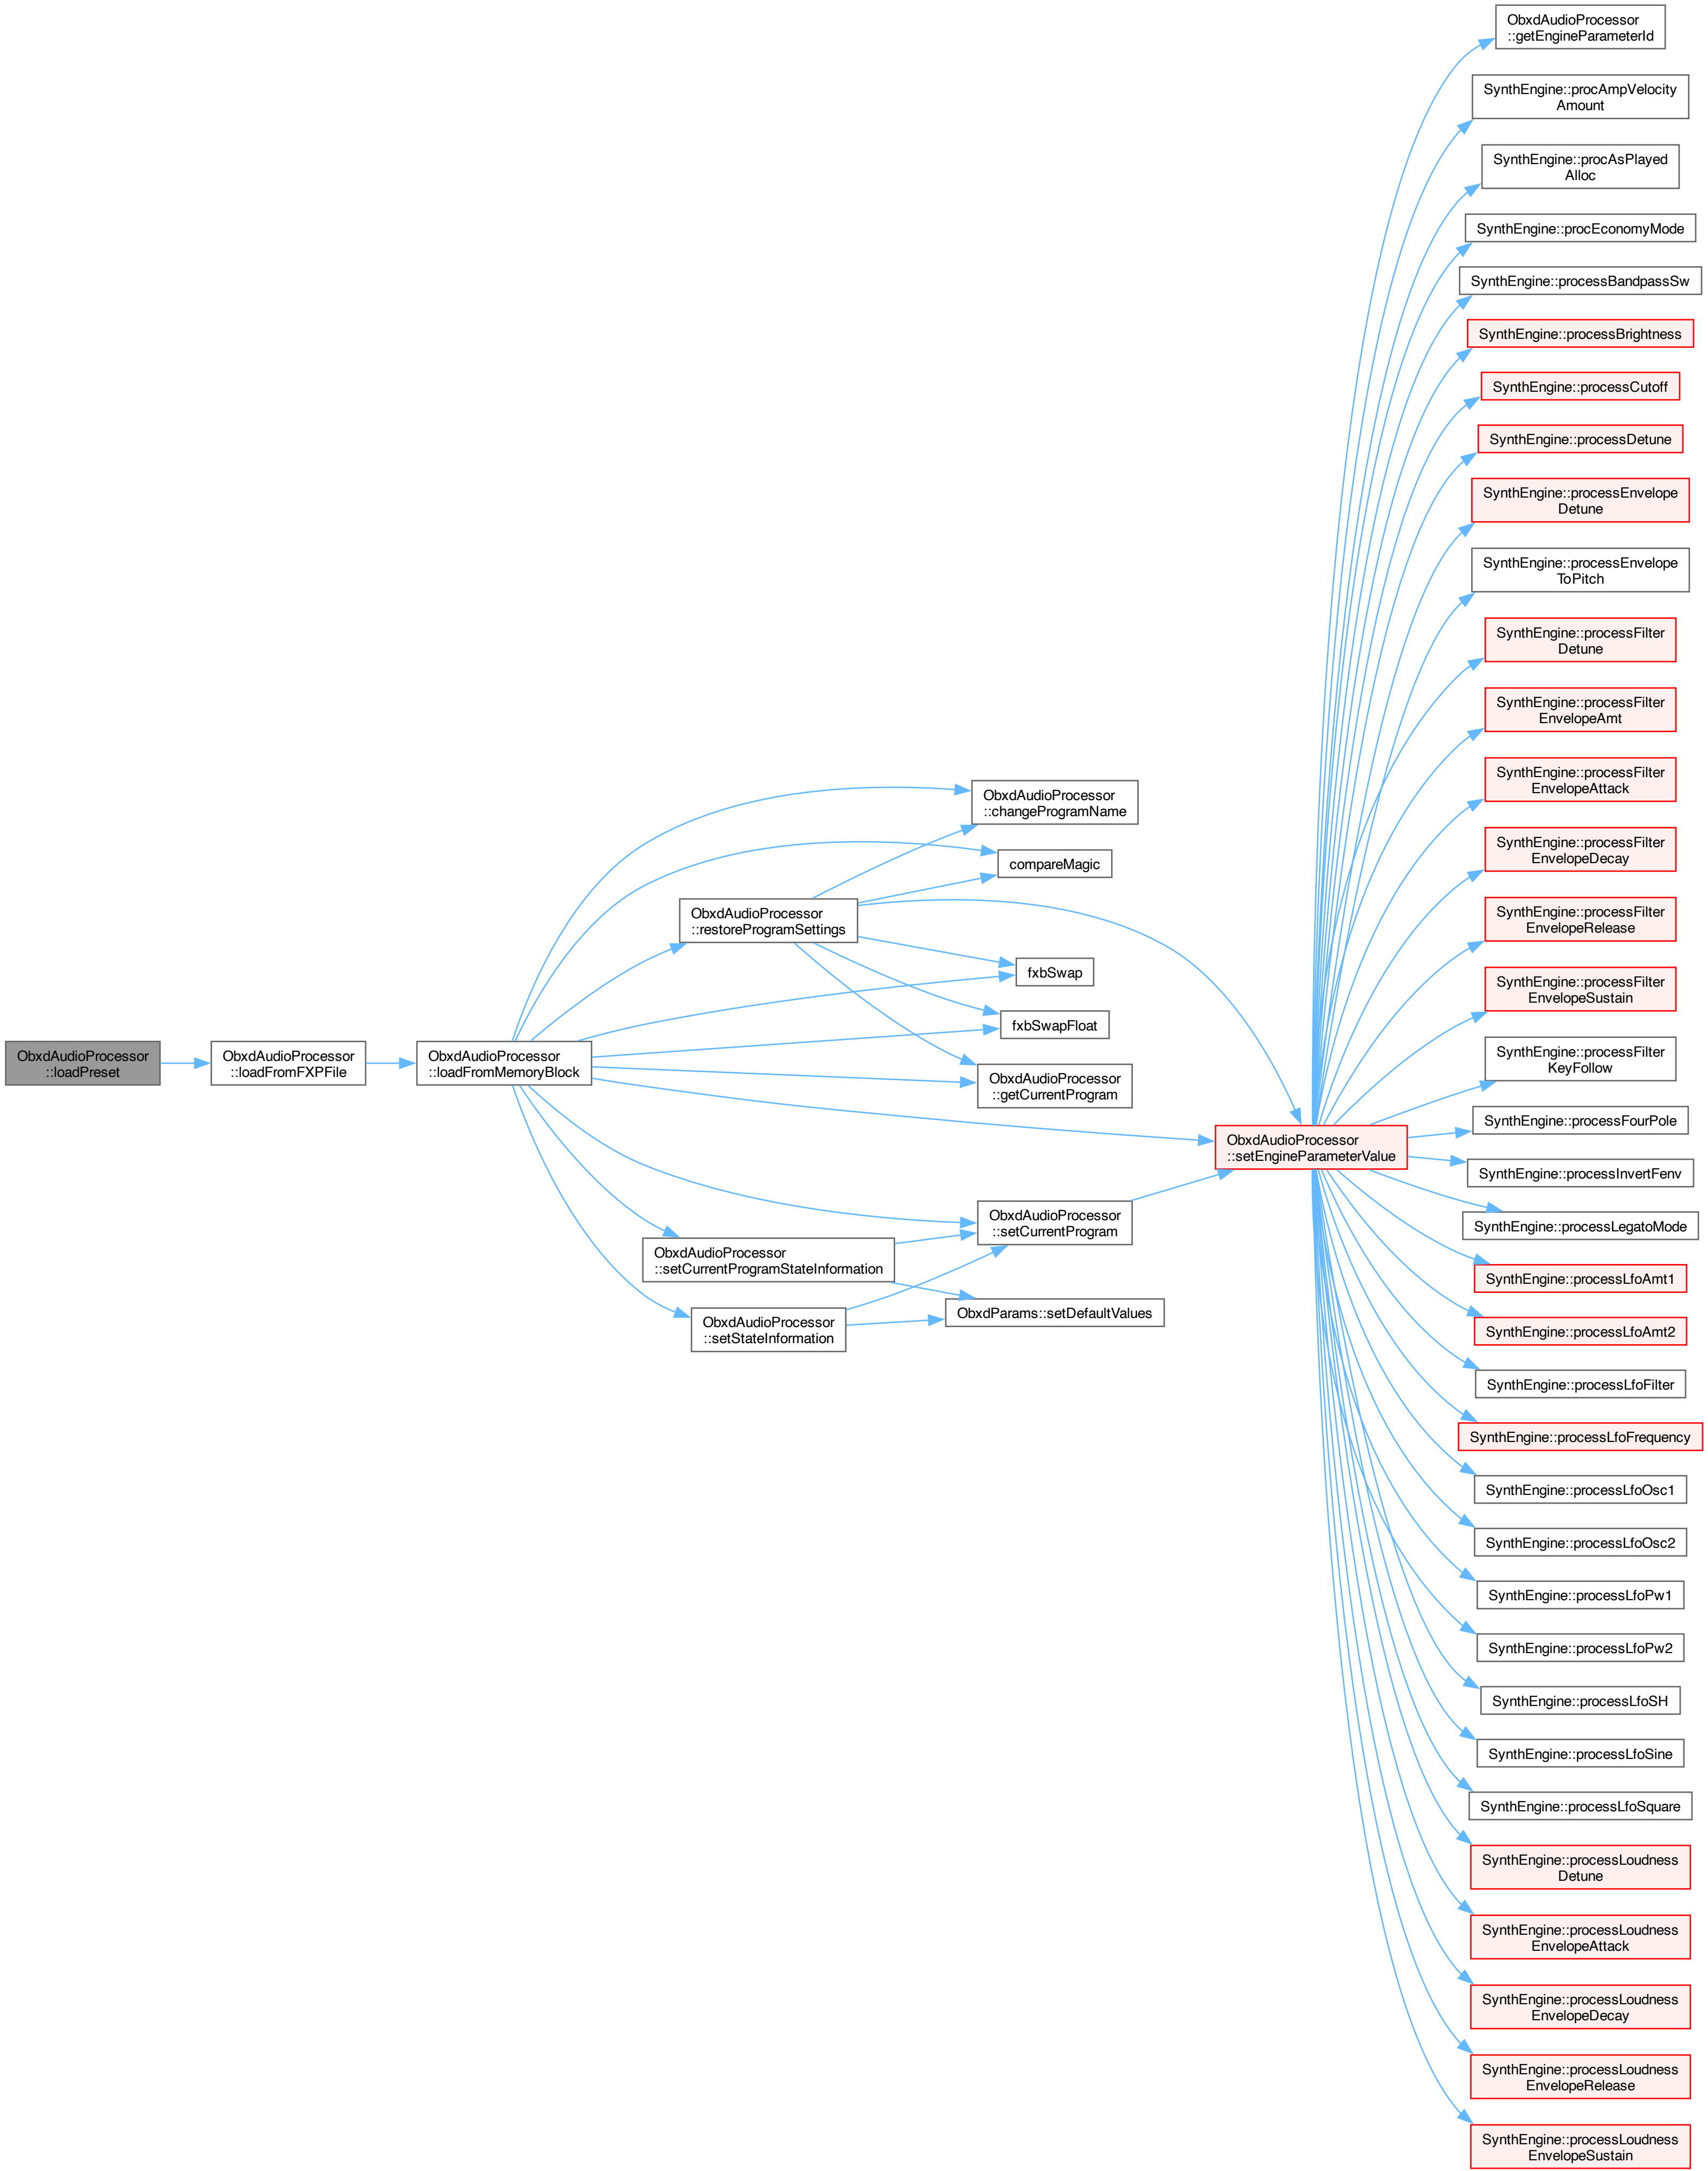 ObxdAudioProcessor
::loadPreset
ObxdAudioProcessor
::loadFromFXPFile
ObxdAudioProcessor
::loadFromMemoryBlock
ObxdAudioProcessor
::changeProgramName
compareMagic
ObxdAudioProcessor
::restoreProgramSettings
fxbSwap
fxbSwapFloat
ObxdAudioProcessor
::getCurrentProgram
ObxdAudioProcessor
::setEngineParameterValue
ObxdAudioProcessor
::setCurrentProgram
ObxdAudioProcessor
::setCurrentProgramStateInformation
ObxdParams::setDefaultValues
ObxdAudioProcessor
::setStateInformation
ObxdAudioProcessor
::getEngineParameterId
SynthEngine::procAmpVelocity
Amount
SynthEngine::procAsPlayed
Alloc
SynthEngine::procEconomyMode
SynthEngine::processBandpassSw
SynthEngine::processBrightness
SynthEngine::processCutoff
SynthEngine::processDetune
SynthEngine::processEnvelope
Detune
SynthEngine::processEnvelope
ToPitch
SynthEngine::processFilter
Detune
SynthEngine::processFilter
EnvelopeAmt
SynthEngine::processFilter
EnvelopeAttack
SynthEngine::processFilter
EnvelopeDecay
SynthEngine::processFilter
EnvelopeRelease
SynthEngine::processFilter
EnvelopeSustain
SynthEngine::processFilter
KeyFollow
SynthEngine::processFourPole
SynthEngine::processInvertFenv
SynthEngine::processLegatoMode
SynthEngine::processLfoAmt1
SynthEngine::processLfoAmt2
SynthEngine::processLfoFilter
SynthEngine::processLfoFrequency
SynthEngine::processLfoOsc1
SynthEngine::processLfoOsc2
SynthEngine::processLfoPw1
SynthEngine::processLfoPw2
SynthEngine::processLfoSH
SynthEngine::processLfoSine
SynthEngine::processLfoSquare
SynthEngine::processLoudness
Detune
SynthEngine::processLoudness
EnvelopeAttack
SynthEngine::processLoudness
EnvelopeDecay
SynthEngine::processLoudness
EnvelopeRelease
SynthEngine::processLoudness
EnvelopeSustain